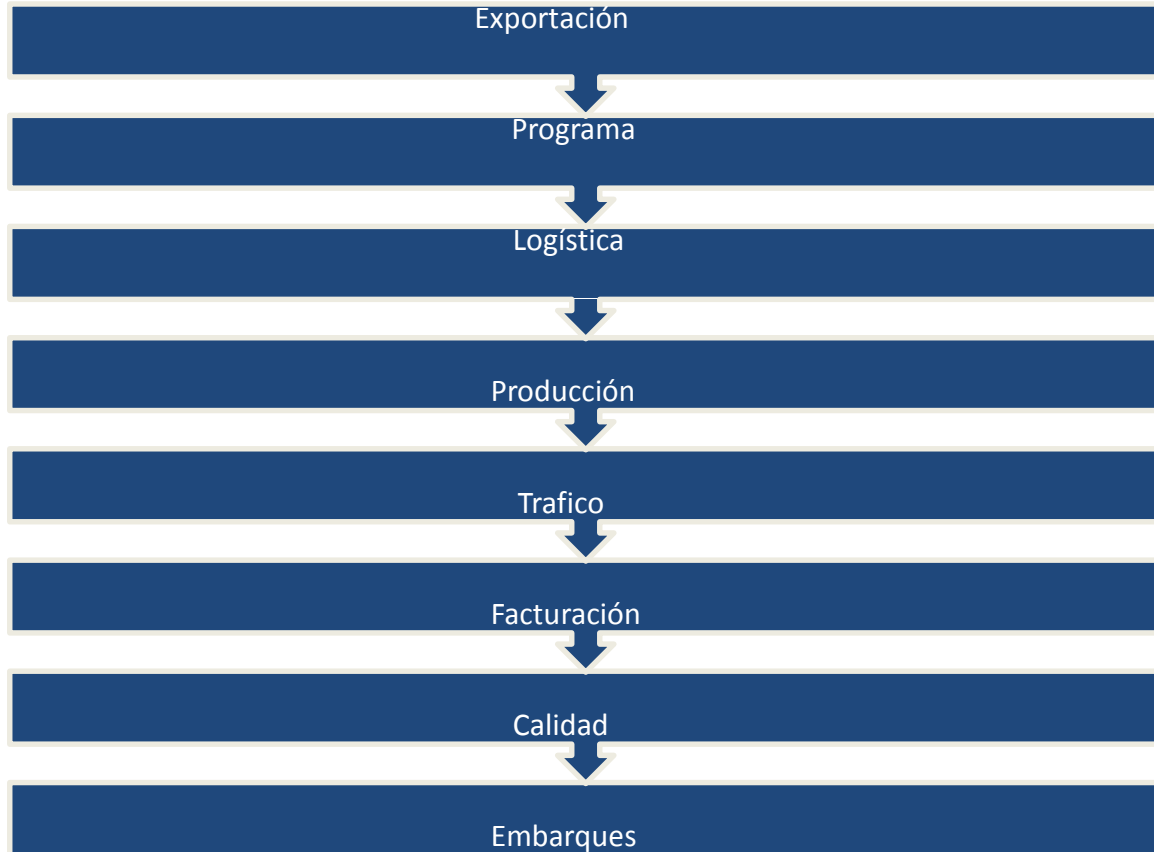 Exportación
Programa
Logística
Producción
Trafico
Facturación
Calidad
Embarques